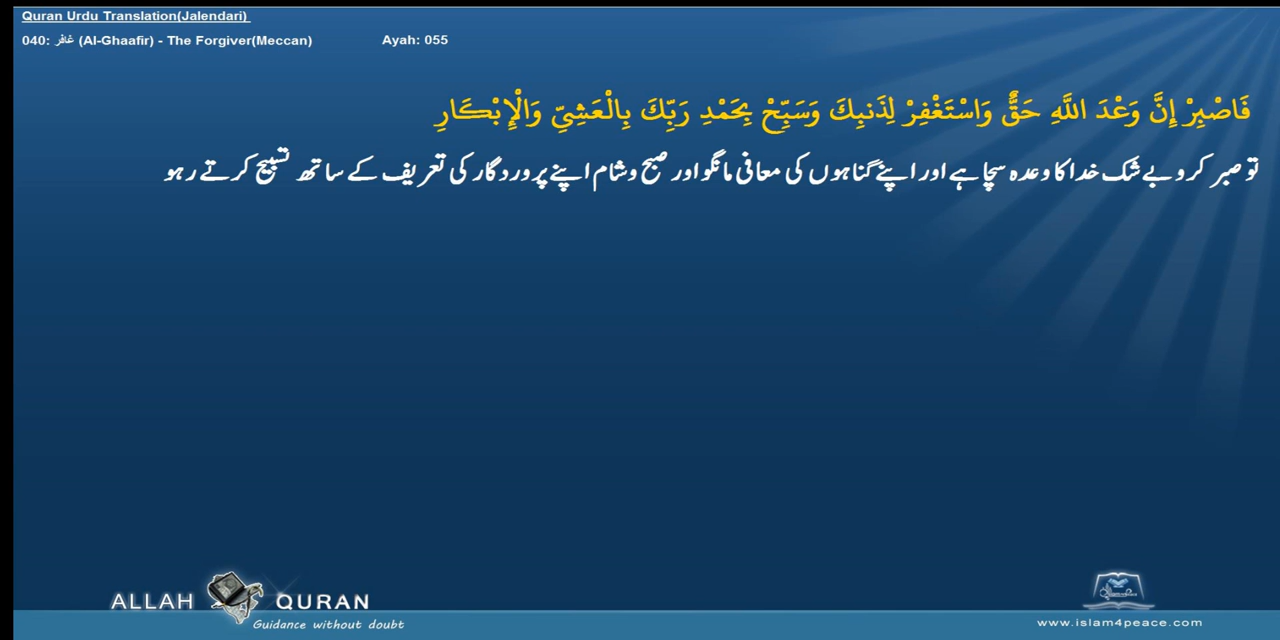 Quran Urdu Translation(Jalendari)
040: غافر (Al-Ghaafir) - The Forgiver(Meccan) Ayah: 055
فَاصْبِرْ إِنَّ وَعْدَ اللَّهِ حَقٌّ وَاسْتَغْفِرْ لِذَنبِكَ وَسَبِّحْ بِحَمْدِ رَبِّكَ بِالْعَشِيِّ وَالْإِبْكَارِ
تو صبر کرو بے شک خدا کا وعدہ سچا ہے اور اپنے گناہوں کی معافی مانگو اور صبح و شام اپنے پروردگار کی تعریف کے ساتھ تسبیح کرتے رہو
ALLAH QURAN
Guidance without doubt
www.islam4peace.com